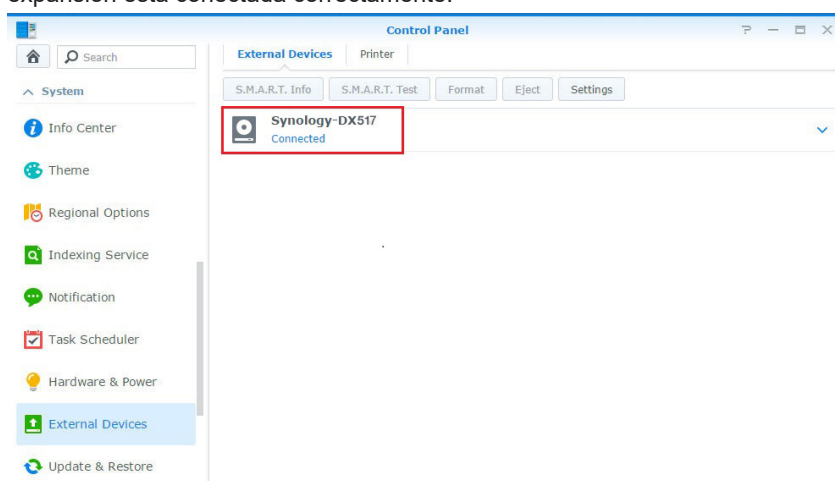 expansión está conectada correctamente.
Control Panel
Search
External Devices
Printer
System
S.M.A.R.T. Info
S.M.A.R.T. Test
Format
Eject
Settings
Synology-DX517
Connected
Info Center
Theme
Regional Options
Indexing Service
Notification
Task Scheduler
Hardware & Power
External Devices
Update & Restore